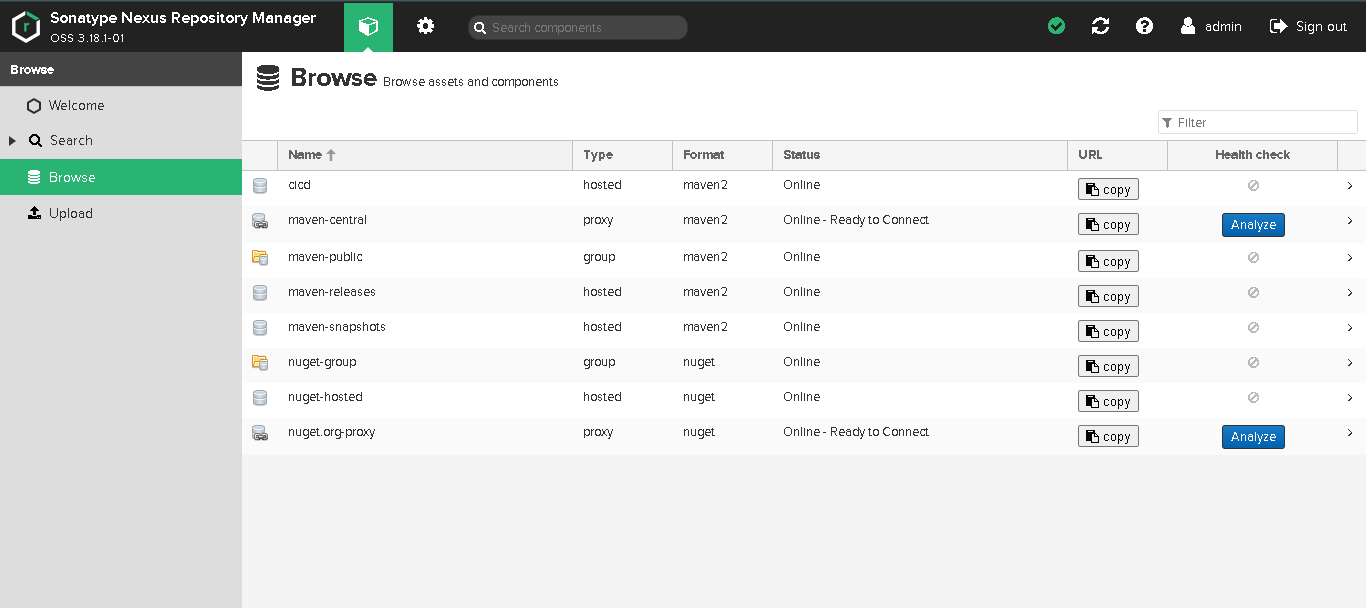 Sonatype Nexus Repository Manager
OSS 3.18.1-01
Search components
admin
Sign out
Browse
Welcome
Search
Browse
Upload
Browse Browse assets and components
Filter
Name Type Format Status URL Health check
cicd hosted maven2 Online copy
maven-central proxy maven2 Online - Ready to Connect copy Analyze
maven-public group maven2 Online copy
maven-releases hosted maven2 Online copy
maven-snapshots hosted maven2 Online copy
nuget-group group nuget Online copy
nuget-hosted hosted nuget Online copy
nuget.org-proxy proxy nuget Online - Ready to Connect copy Analyze